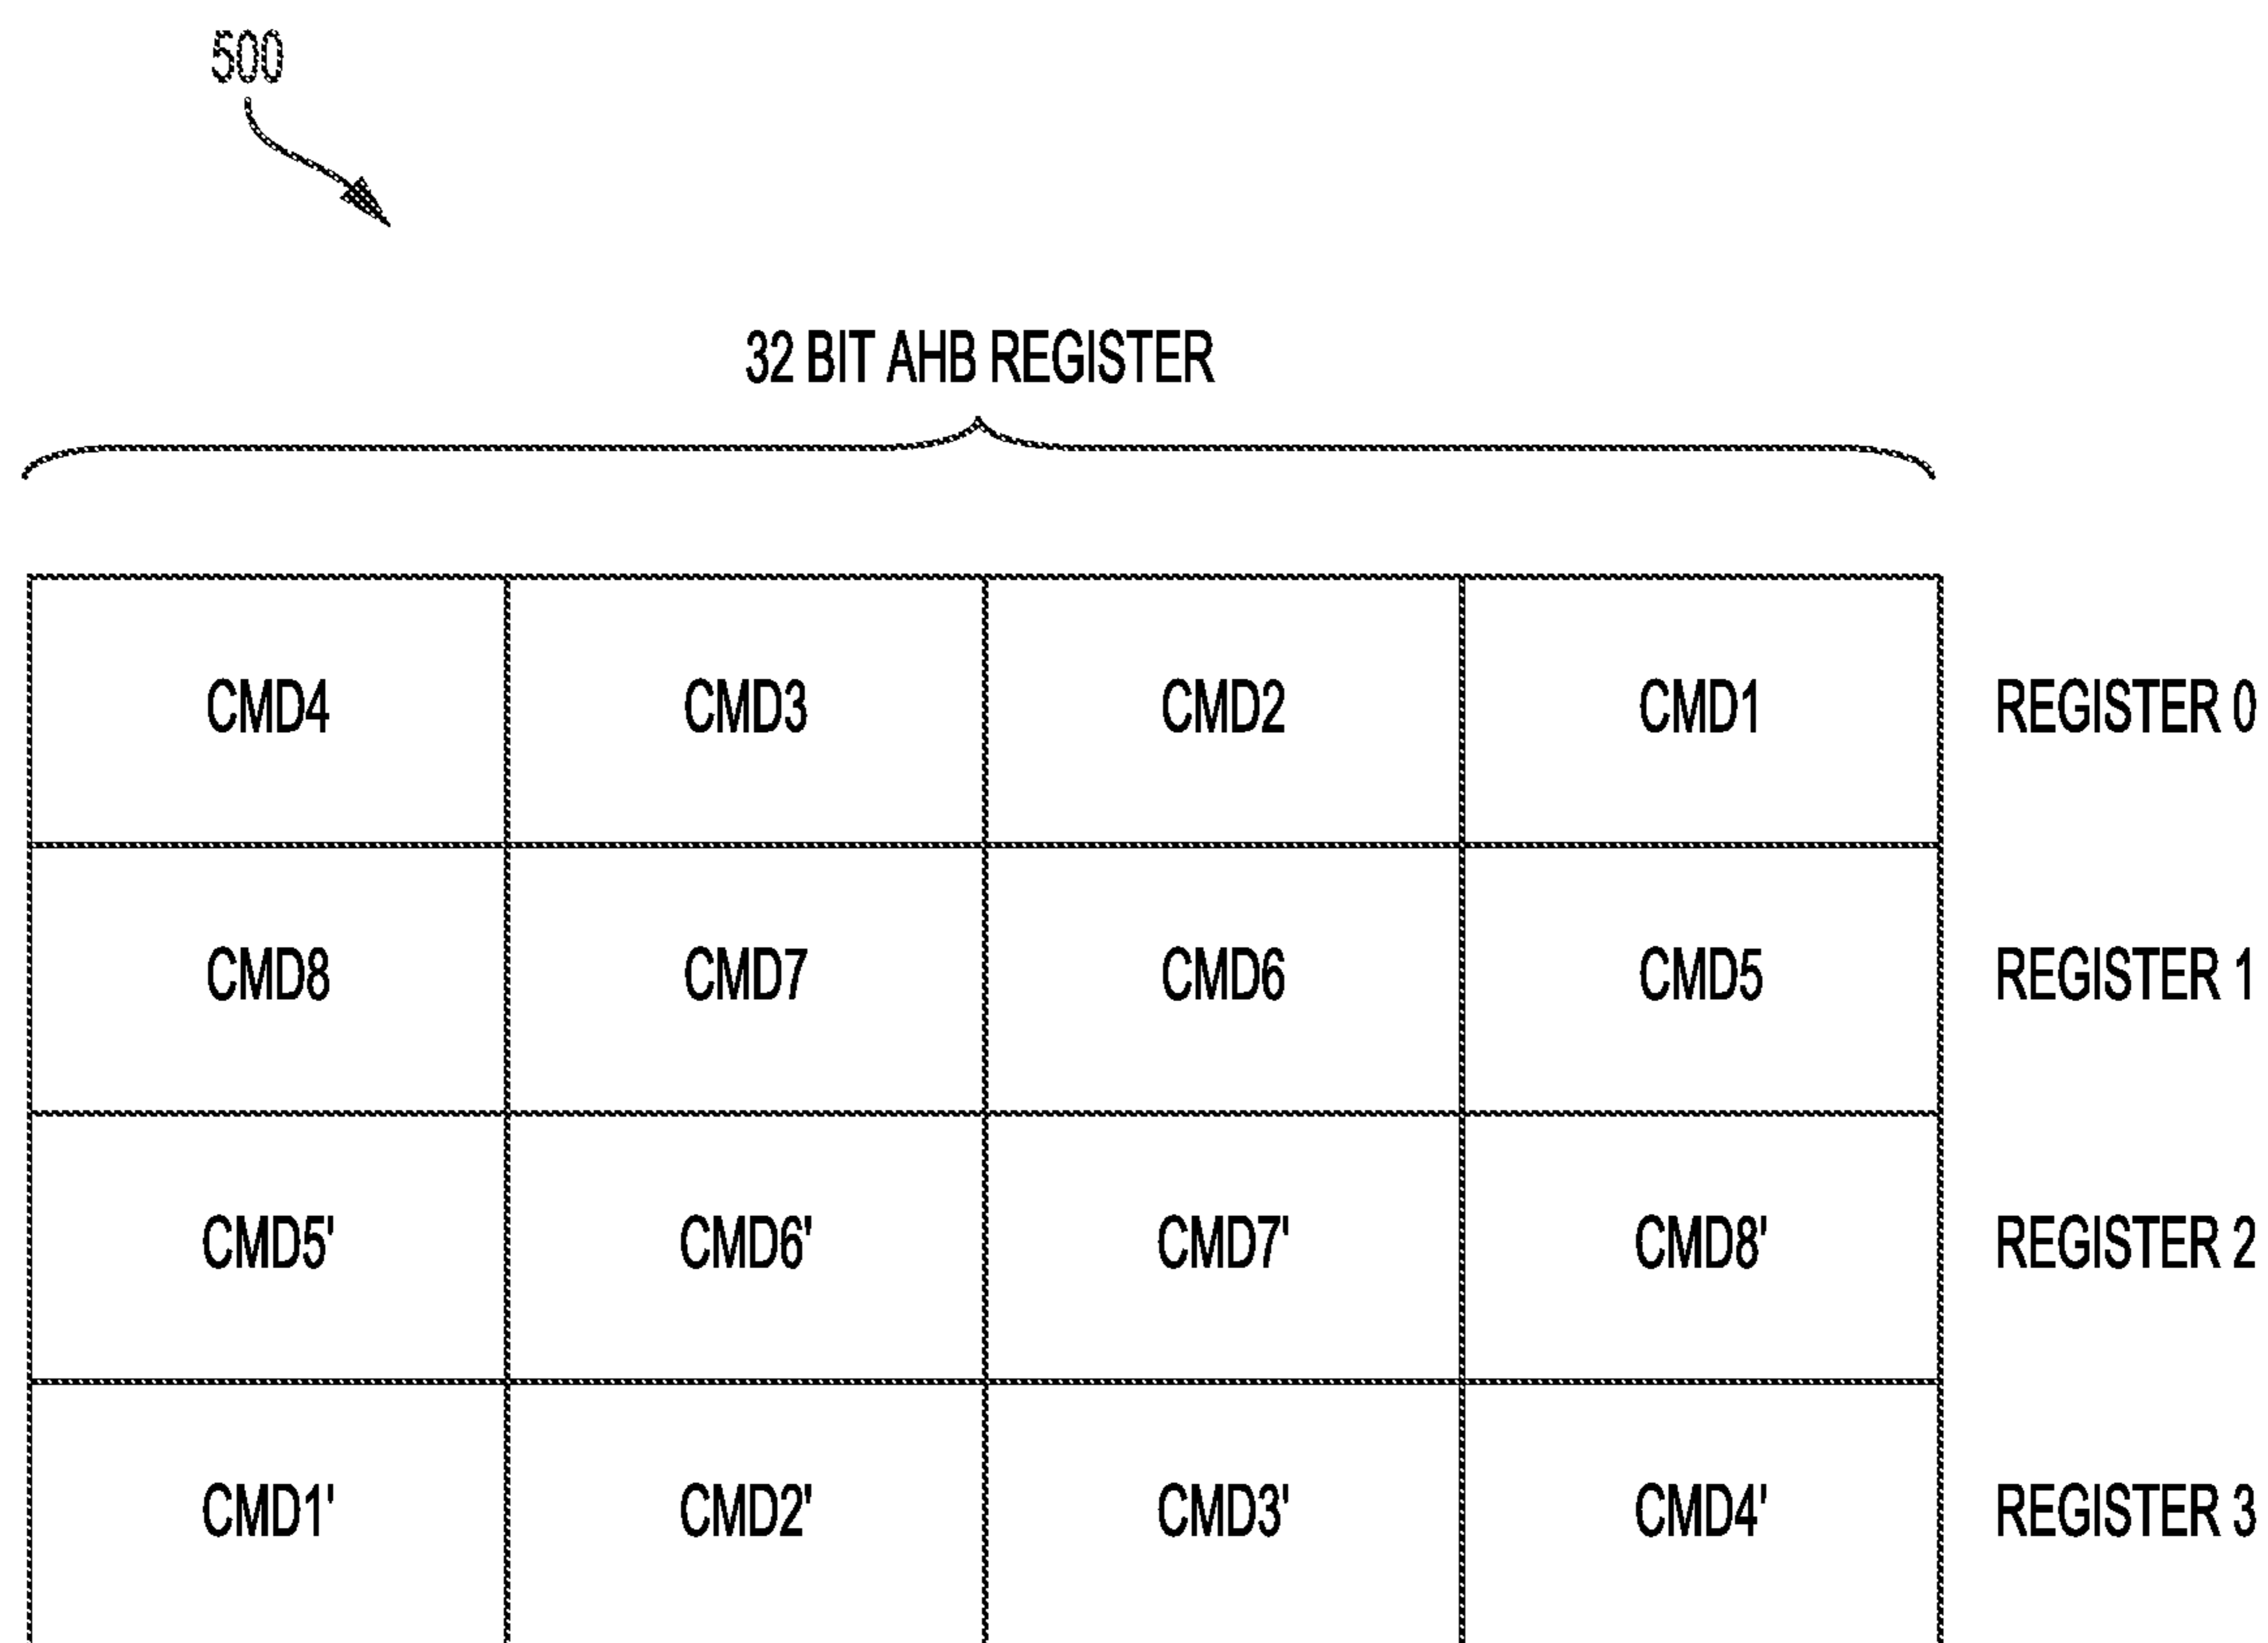 500
32 BIT AHB REGISTER
CMD4 CMD3 CMD2 CMD1 REGISTER 0
CMD8 CMD7 CMD6 CMD5 REGISTER 1
CMD5' CMD6' CMD7' CMD8' REGISTER 2
CMD1' CMD2' CMD3' CMD4' REGISTER 3